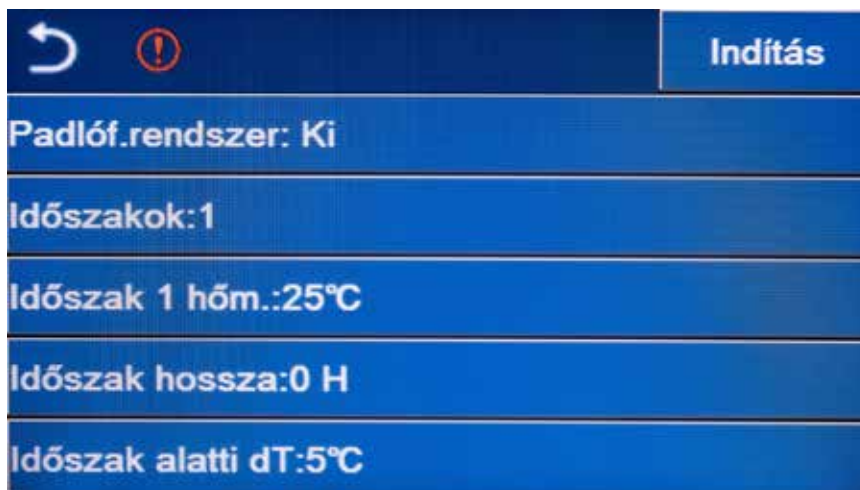 Indítás
Padlóf.rendszer: Ki
Időszakok:1
Időszak 1 hőm.:25℃
Időszak hossza:0 H
Időszak alatti dT:5℃